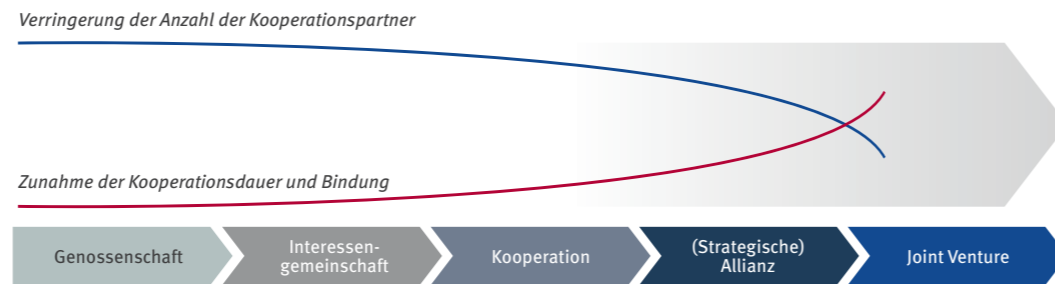 Verringerung der Anzahl der Kooperationspartner
Zunahme der Kooperationsdauer und Bindung
Genossenschaft
Interessen-
gemeinschaft
Kooperation
(Strategische)
Allianz
Joint Venture